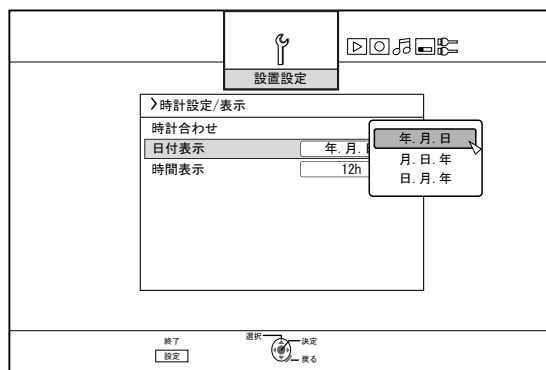 設置設定
時計設定/表示
時計合わせ
日付表示 年.月.
時間表示 12h
年.月.日
月.日.年
日.月.年
終了
設定
選択
決定
戻る